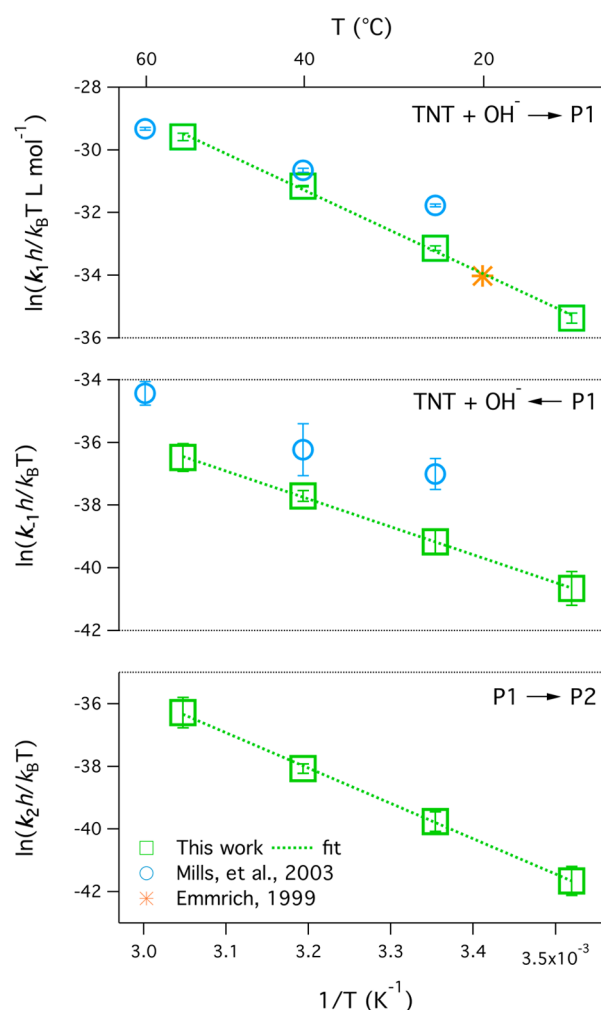 T (°C)
60 40 20
-28
-30
-32
-34
-36
ln(k₁h/k_BT L mol⁻¹)
TNT + OH⁻ → P1
-34
-36
-38
-40
-42
ln(k₋₁h/k_BT)
TNT + OH⁻ ← P1
-36
-38
-40
-42
ln(k₂h/k_BT)
P1 → P2
This work fit
Mills, et al., 2003
Emmrich, 1999
3.0 3.1 3.2 3.3 3.4 3.5x10⁻³
1/T (K⁻¹)